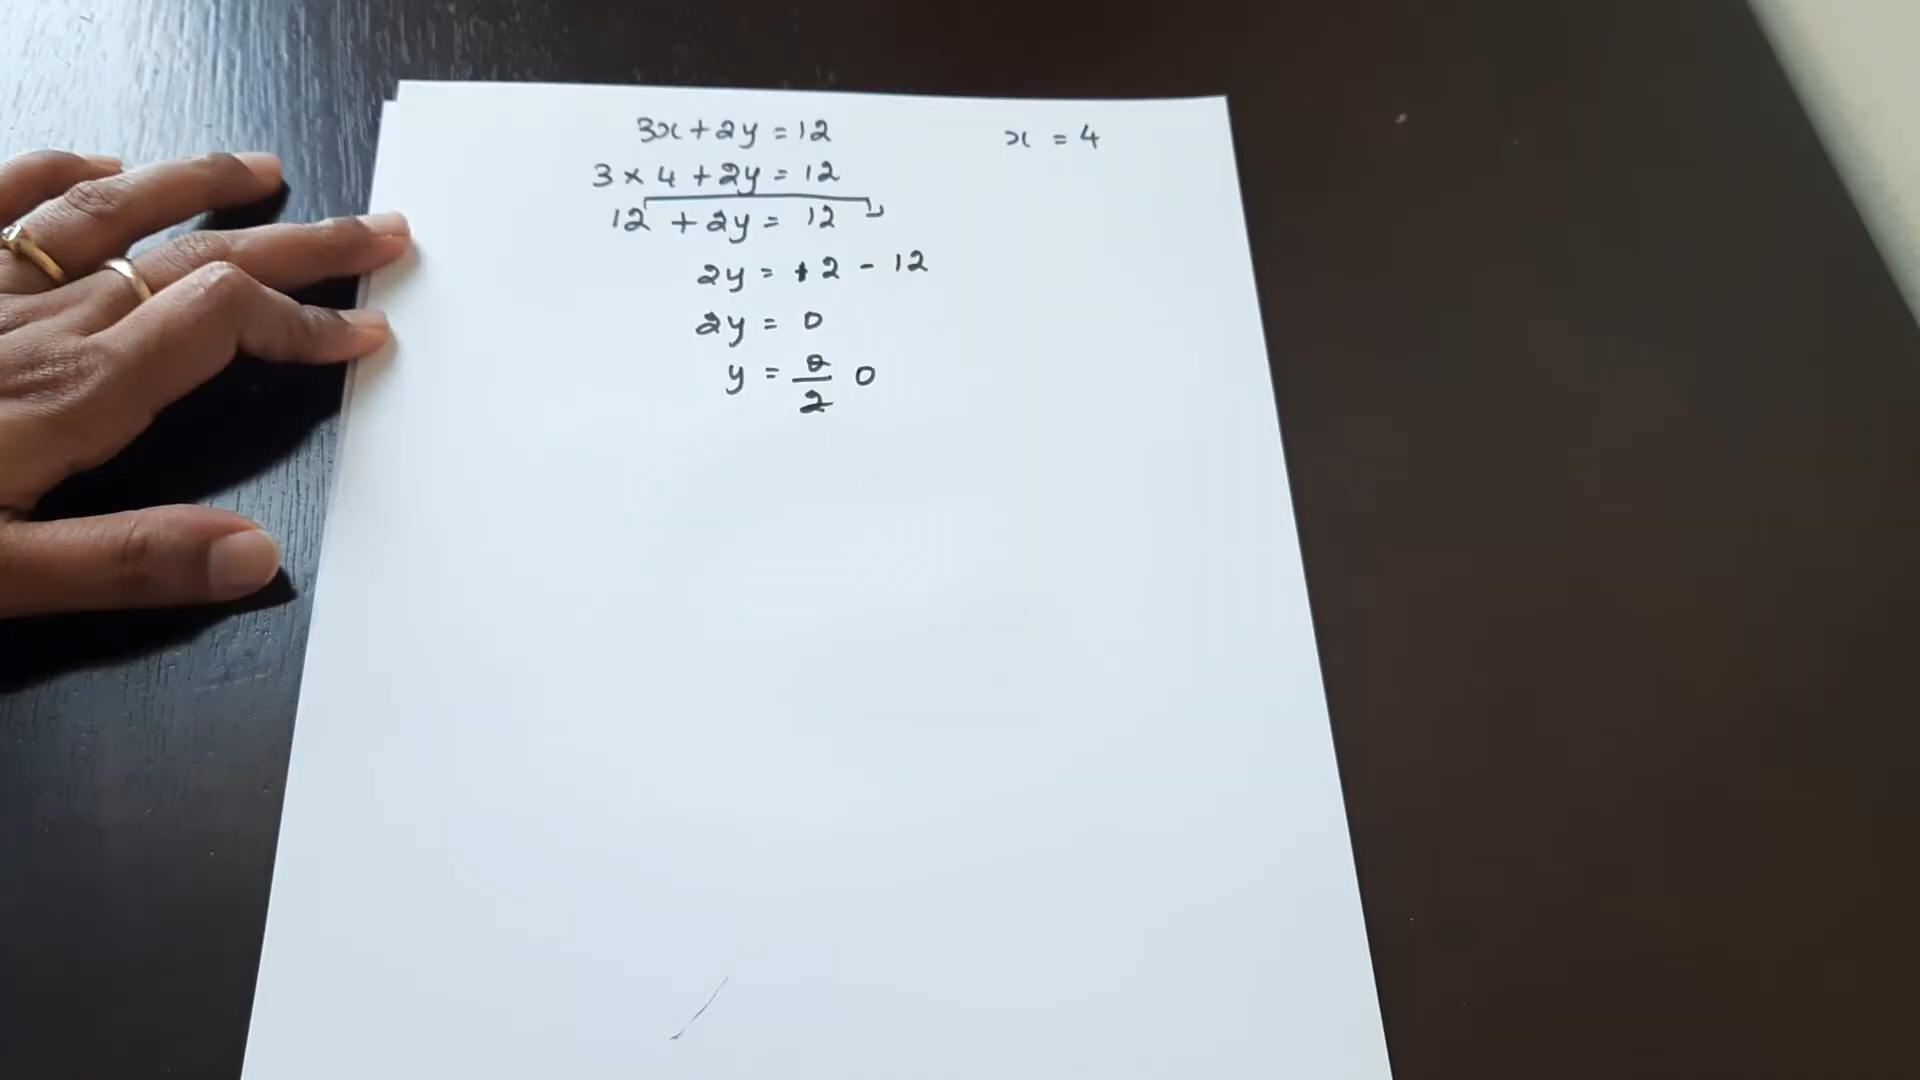 3x+2y=12
x = 4
3 × 4 +2y = 12
12 + 2y = 12
2y = 12 - 12
2y = 0
y = 0/2 0